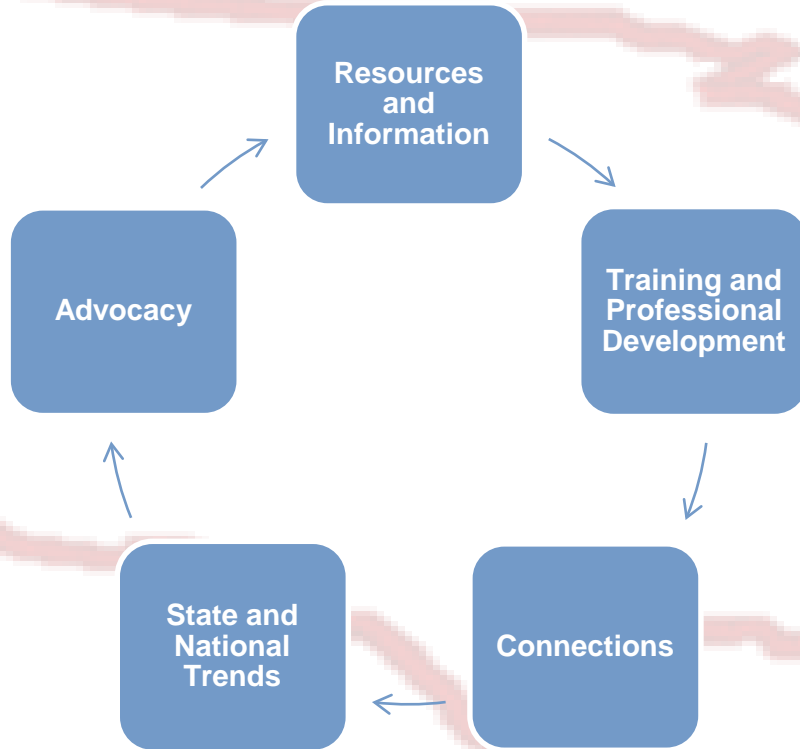 Resources
and
Information
Training and
Professional
Development
Connections
State and
National
Trends
Advocacy